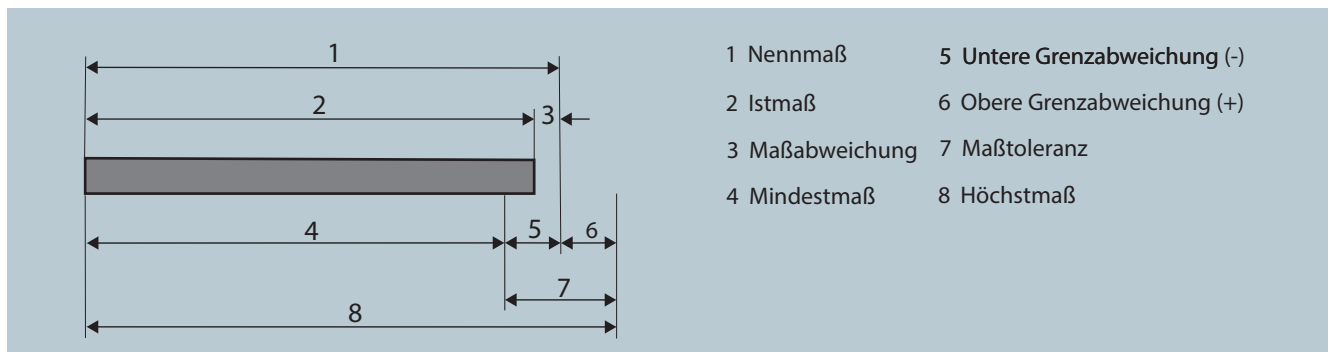 1
2
3
4
5
6
7
8
1 Nennmaß
2 Istmaß
3 Maßabweichung
4 Mindestmaß
5 Untere Grenzabweichung (-)
6 Obere Grenzabweichung (+)
7 Maßtoleranz
8 Höchstmaß